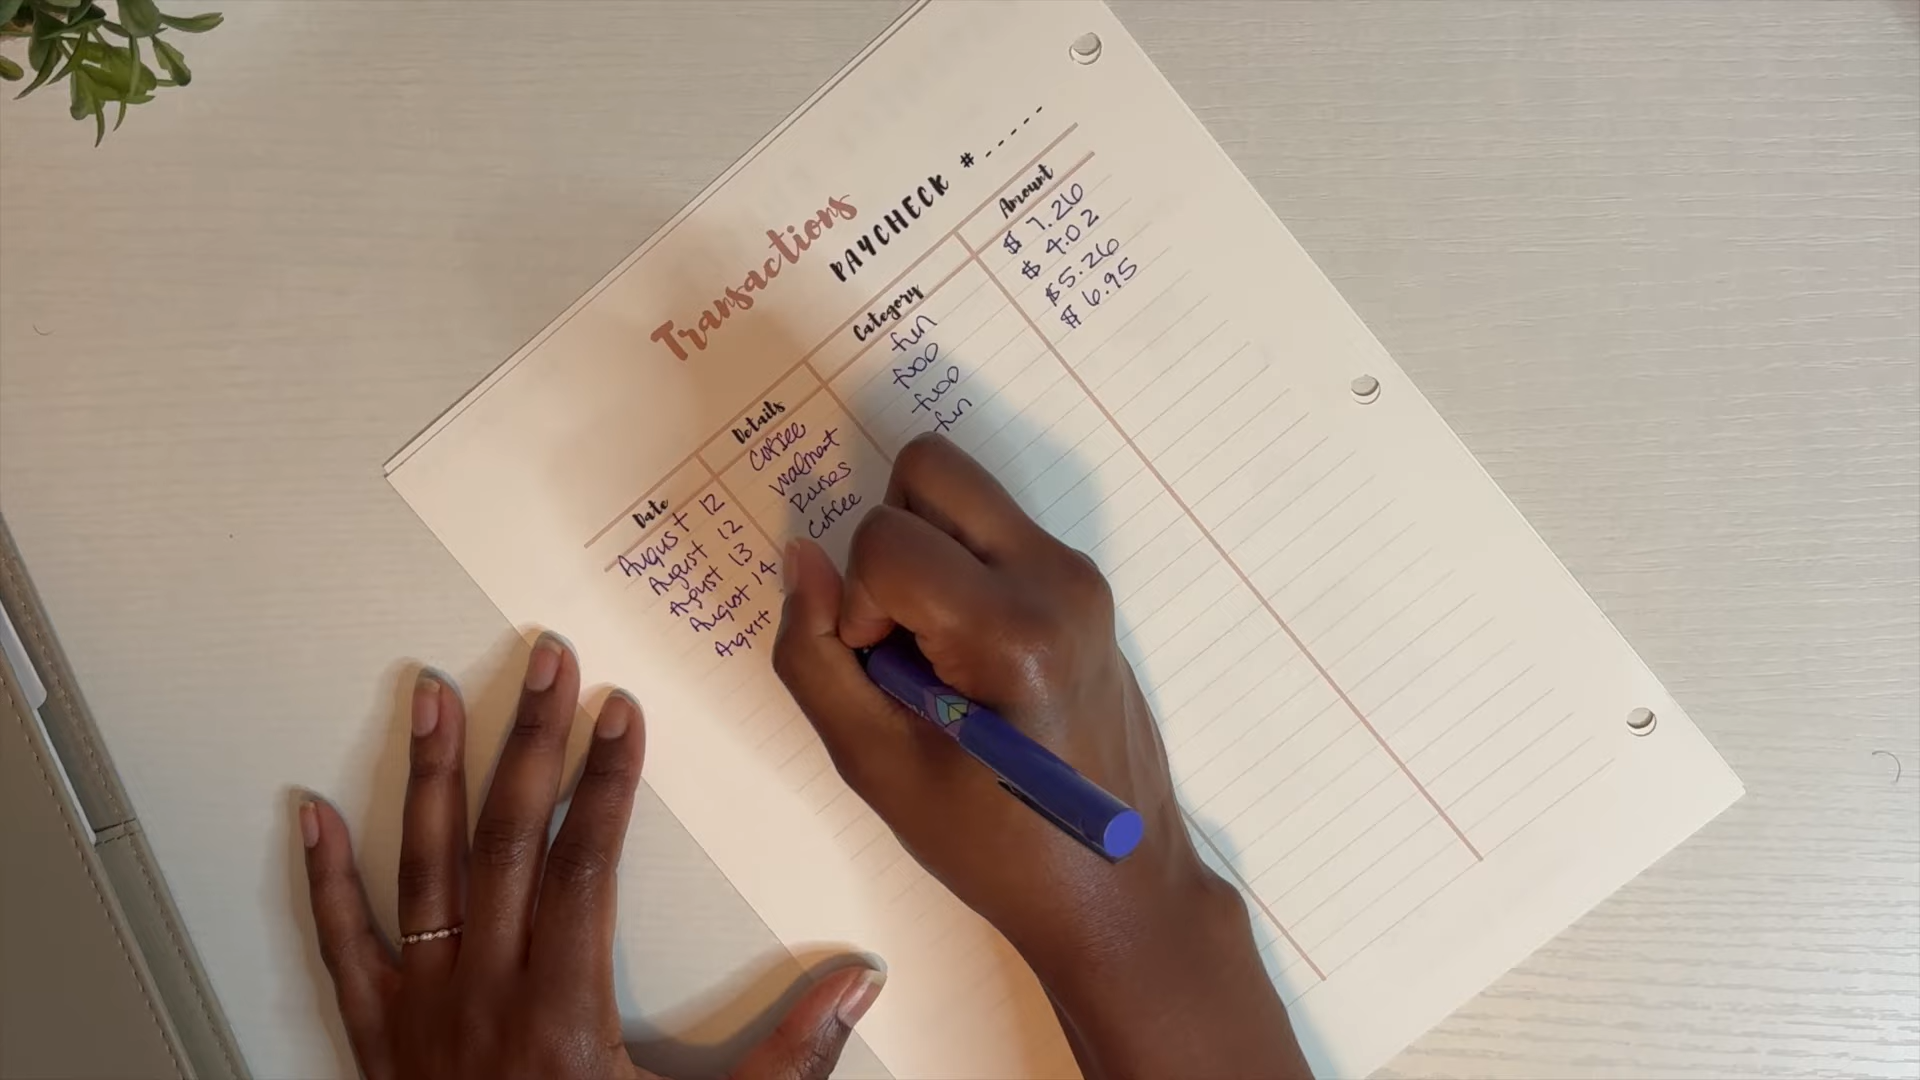 Transactions
PAYCHECK # -----
Date Details Category Amount
August 12 Coffee fun $ 7.26
August 12 Walmart food $ 4.02
August 13 food $5.26
August 14 Coffee fun $ 6.95
August